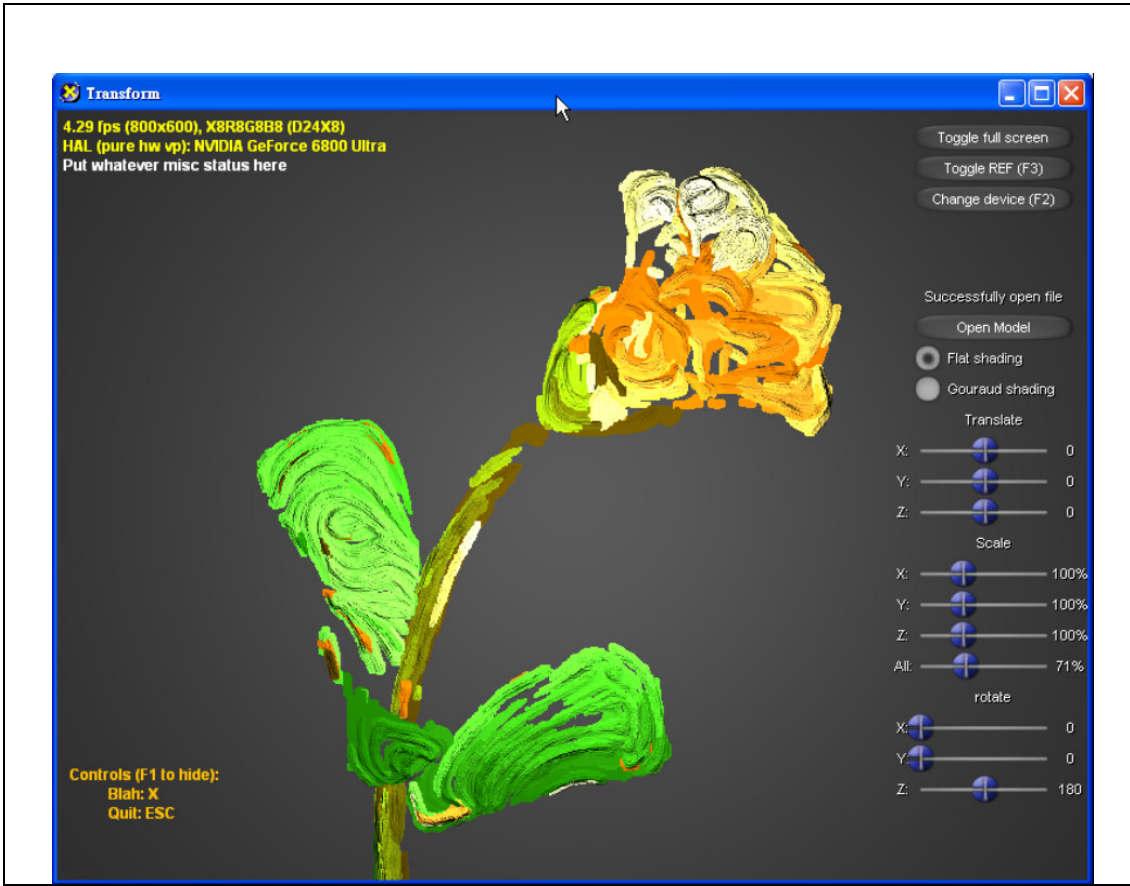 Transform
4.29 fps (800x600), X8R8G8B8 (D24X8)
HAL (pure hw vp): NVIDIA GeForce 6800 Ultra
Put whatever misc status here
Toggle full screen
Toggle REF (F3)
Change device (F2)
Successfully open file
Open Model
Flat shading
Gouraud shading
Translate
X: 0
Y: 0
Z: 0
Scale
X: 100%
Y: 100%
Z: 100%
All: 71%
rotate
X: 0
Y: 0
Z: 180
Controls (F1 to hide):
Blah: X
Quit: ESC